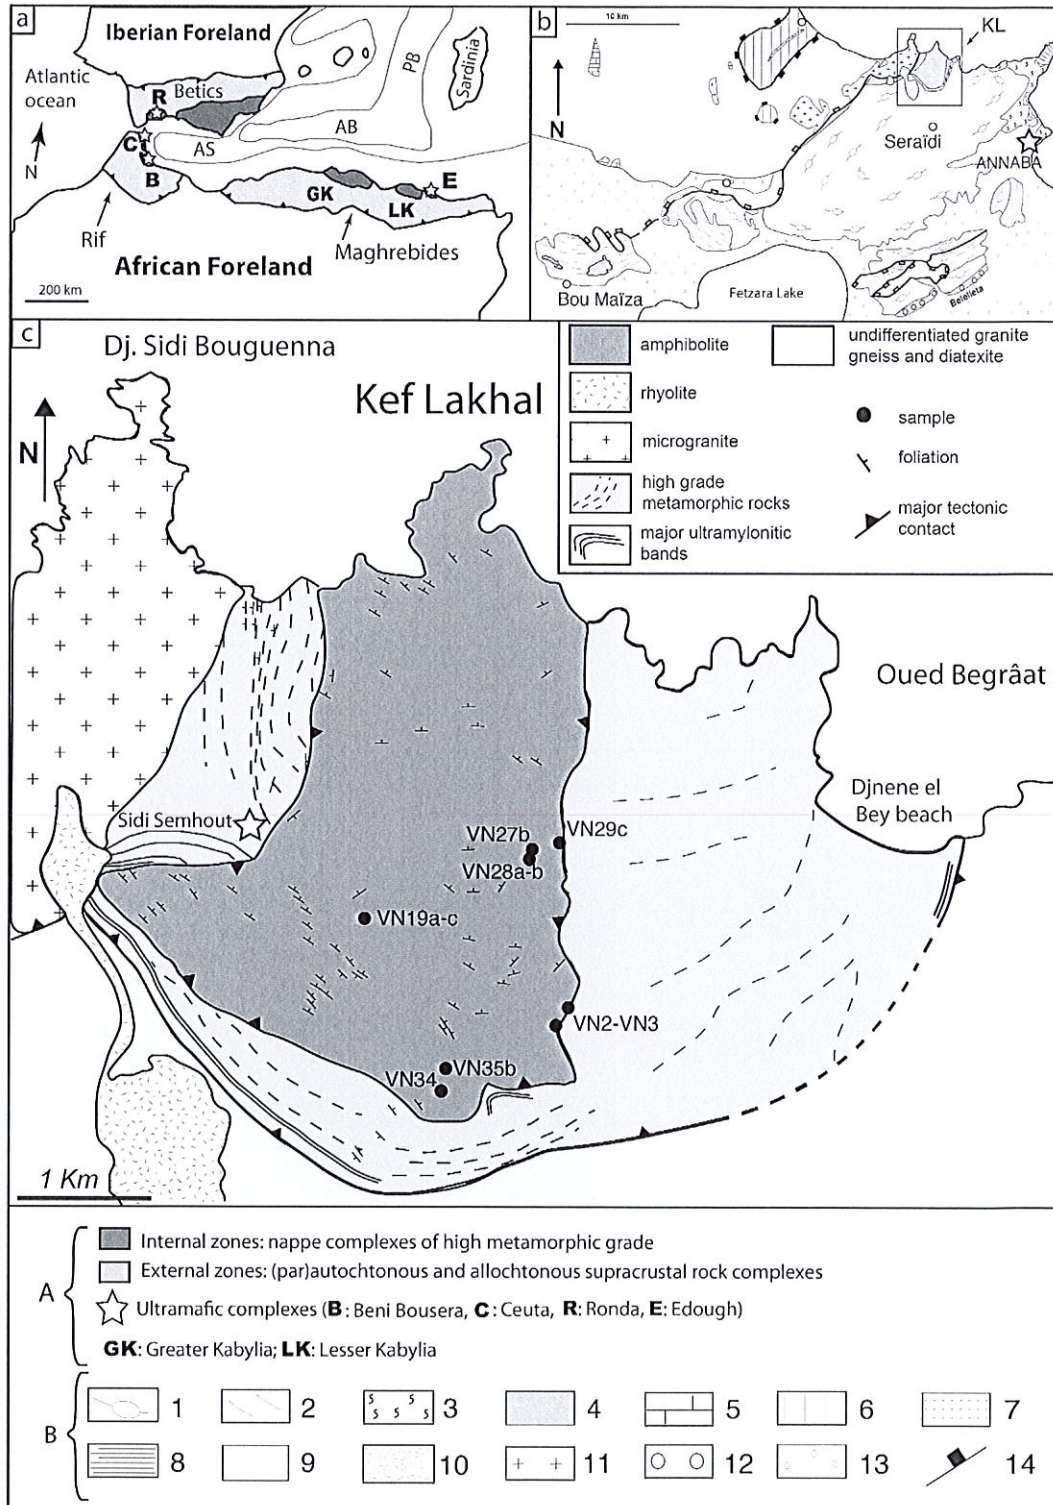 a
Iberian Foreland
Atlantic
ocean
N
R
Betics
C
B
AS
AB
PB
Sardinia
GK
LK
E
Rif
Maghrebides
African Foreland
200 km
b
10 km
N
KL
Seraïdi
ANNABA
Bou Maïza
Fetzara Lake
Belelieta
c
Dj. Sidi Bouguenna
Kef Lakhal
N
amphibolite
rhyolite
microgranite
high grade
metamorphic rocks
major ultramylonitic
bands
undifferentiated granite
gneiss and diatexite
sample
foliation
major tectonic
contact
Oued Begrâat
Djnene el
Bey beach
Sidi Semhout
VN27b
VN29c
VN28a-b
VN19a-c
VN2-VN3
VN35b
VN34
1 Km
A
Internal zones: nappe complexes of high metamorphic grade
External zones: (par)autochtonous and allochtonous supracrustal rock complexes
Ultramafic complexes (B: Beni Bousera, C: Ceuta, R: Ronda, E: Edough)
GK: Greater Kabylia; LK: Lesser Kabylia
B
1 2 3 4 5 6 7
8 9 10 11 12 13 14